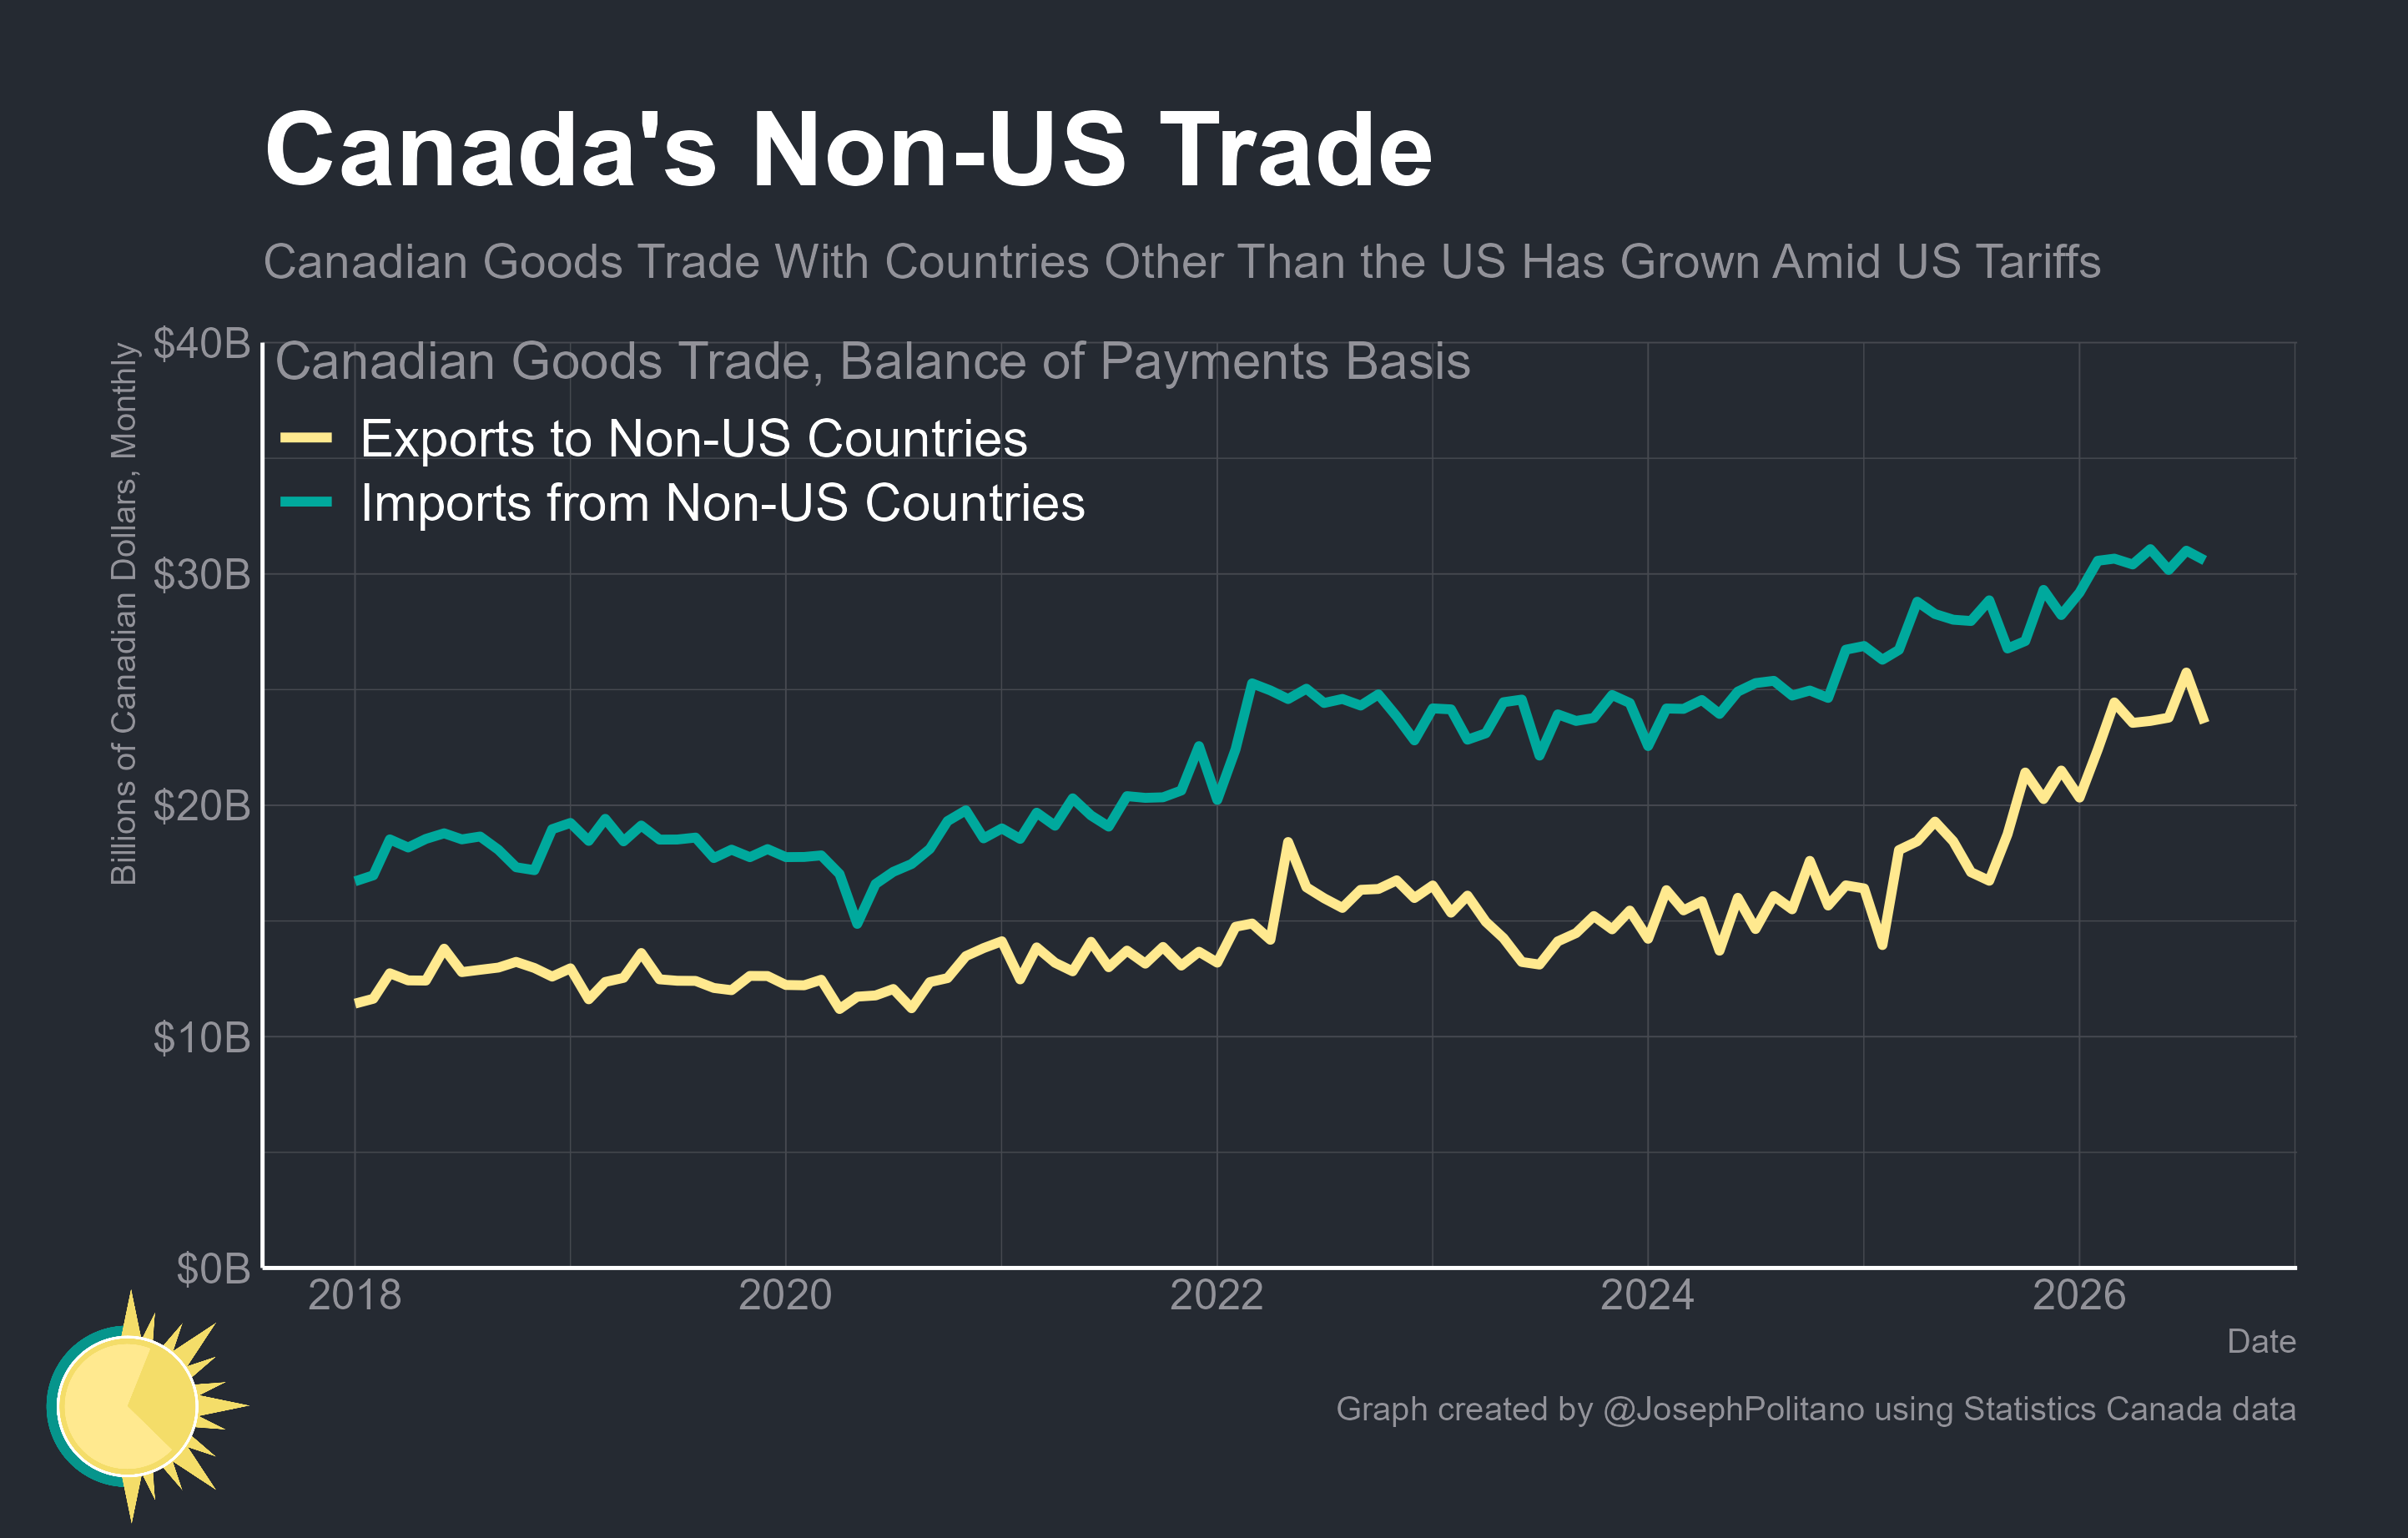 Canada's Non-US Trade
Canadian Goods Trade With Countries Other Than the US Has Grown Amid US Tariffs
Billions of Canadian Dollars, Monthly
$40B
$30B
$20B
$10B
$0B
Canadian Goods Trade, Balance of Payments Basis
Exports to Non-US Countries
Imports from Non-US Countries
2018
2020
2022
2024
2026
Date
Graph created by @JosephPolitano using Statistics Canada data